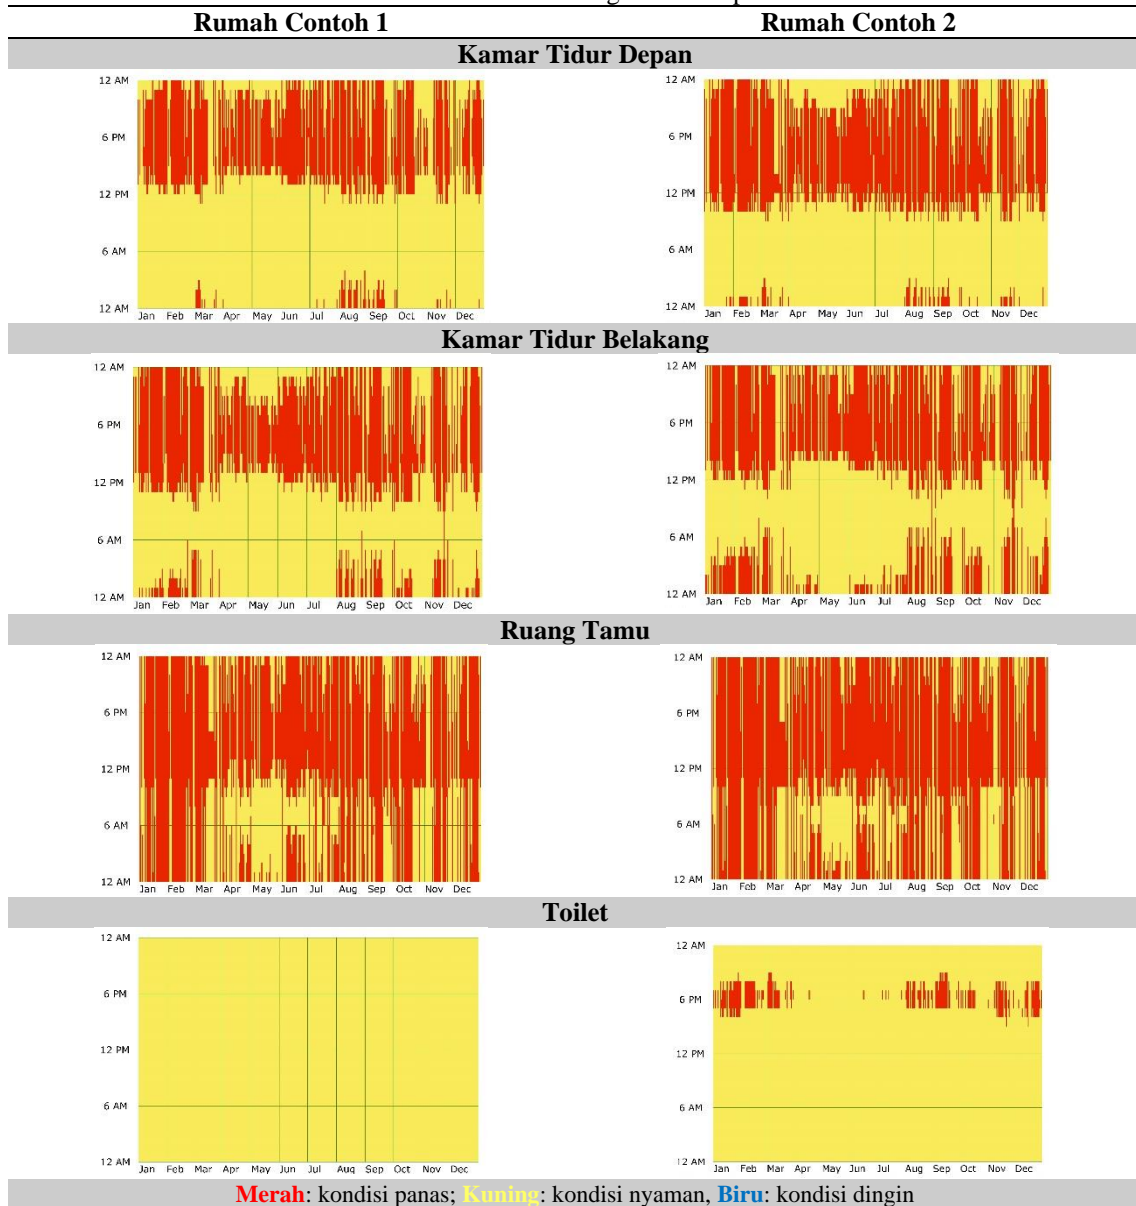 Rumah Contoh 1 Rumah Contoh 2
Kamar Tidur Depan
12 AM 12 AM
6 PM 6 PM
12 PM 12 PM
6 AM 6 AM
12 AM 12 AM
Jan Feb Mar Apr May Jun Jul Aug Sep Oct Nov Dec Jan Feb Mar Apr May Jun Jul Aug Sep Oct Nov Dec
Kamar Tidur Belakang
12 AM 12 AM
6 PM 6 PM
12 PM 12 PM
6 AM 6 AM
12 AM 12 AM
Jan Feb Mar Apr May Jun Jul Aug Sep Oct Nov Dec Jan Feb Mar Apr May Jun Jul Aug Sep Oct Nov Dec
Ruang Tamu
12 AM 12 AM
6 PM 6 PM
12 PM 12 PM
6 AM 6 AM
12 AM 12 AM
Jan Feb Mar Apr May Jun Jul Aug Sep Oct Nov Dec Jan Feb Mar Apr May Jun Jul Aug Sep Oct Nov Dec
Toilet
12 AM 12 AM
6 PM 6 PM
12 PM 12 PM
6 AM 6 AM
12 AM 12 AM
Jan Feb Mar Apr May Jun Jul Aug Sep Oct Nov Dec Jan Feb Mar Apr May Jun Jul Aug Sep Oct Nov Dec
Merah: kondisi panas; Kuning: kondisi nyaman, Biru: kondisi dingin